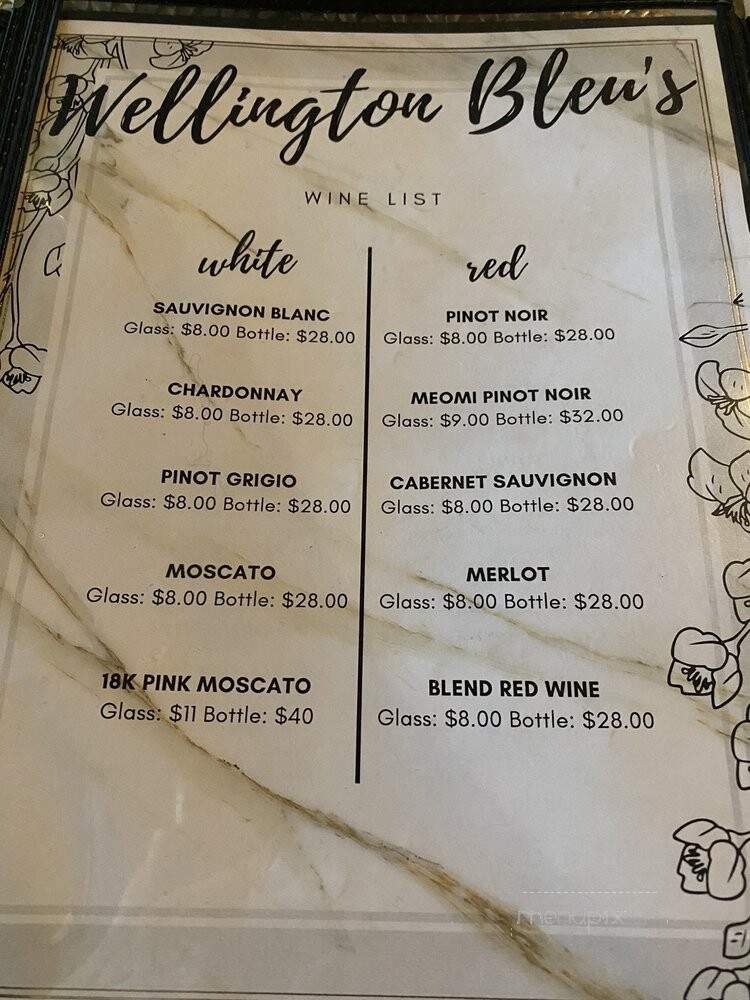 Wellington Bleu's
WINE LIST
white
SAUVIGNON BLANC
Glass: $8.00 Bottle: $28.00
CHARDONNAY
Glass: $8.00 Bottle: $28.00
PINOT GRIGIO
Glass: $8.00 Bottle: $28.00
MOSCATO
Glass: $8.00 Bottle: $28.00
18K PINK MOSCATO
Glass: $11 Bottle: $40
red
PINOT NOIR
Glass: $8.00 Bottle: $28.00
MEOMI PINOT NOIR
Glass: $9.00 Bottle: $32.00
CABERNET SAUVIGNON
Glass: $8.00 Bottle: $28.00
MERLOT
Glass: $8.00 Bottle: $28.00
BLEND RED WINE
Glass: $8.00 Bottle: $28.00
menupix